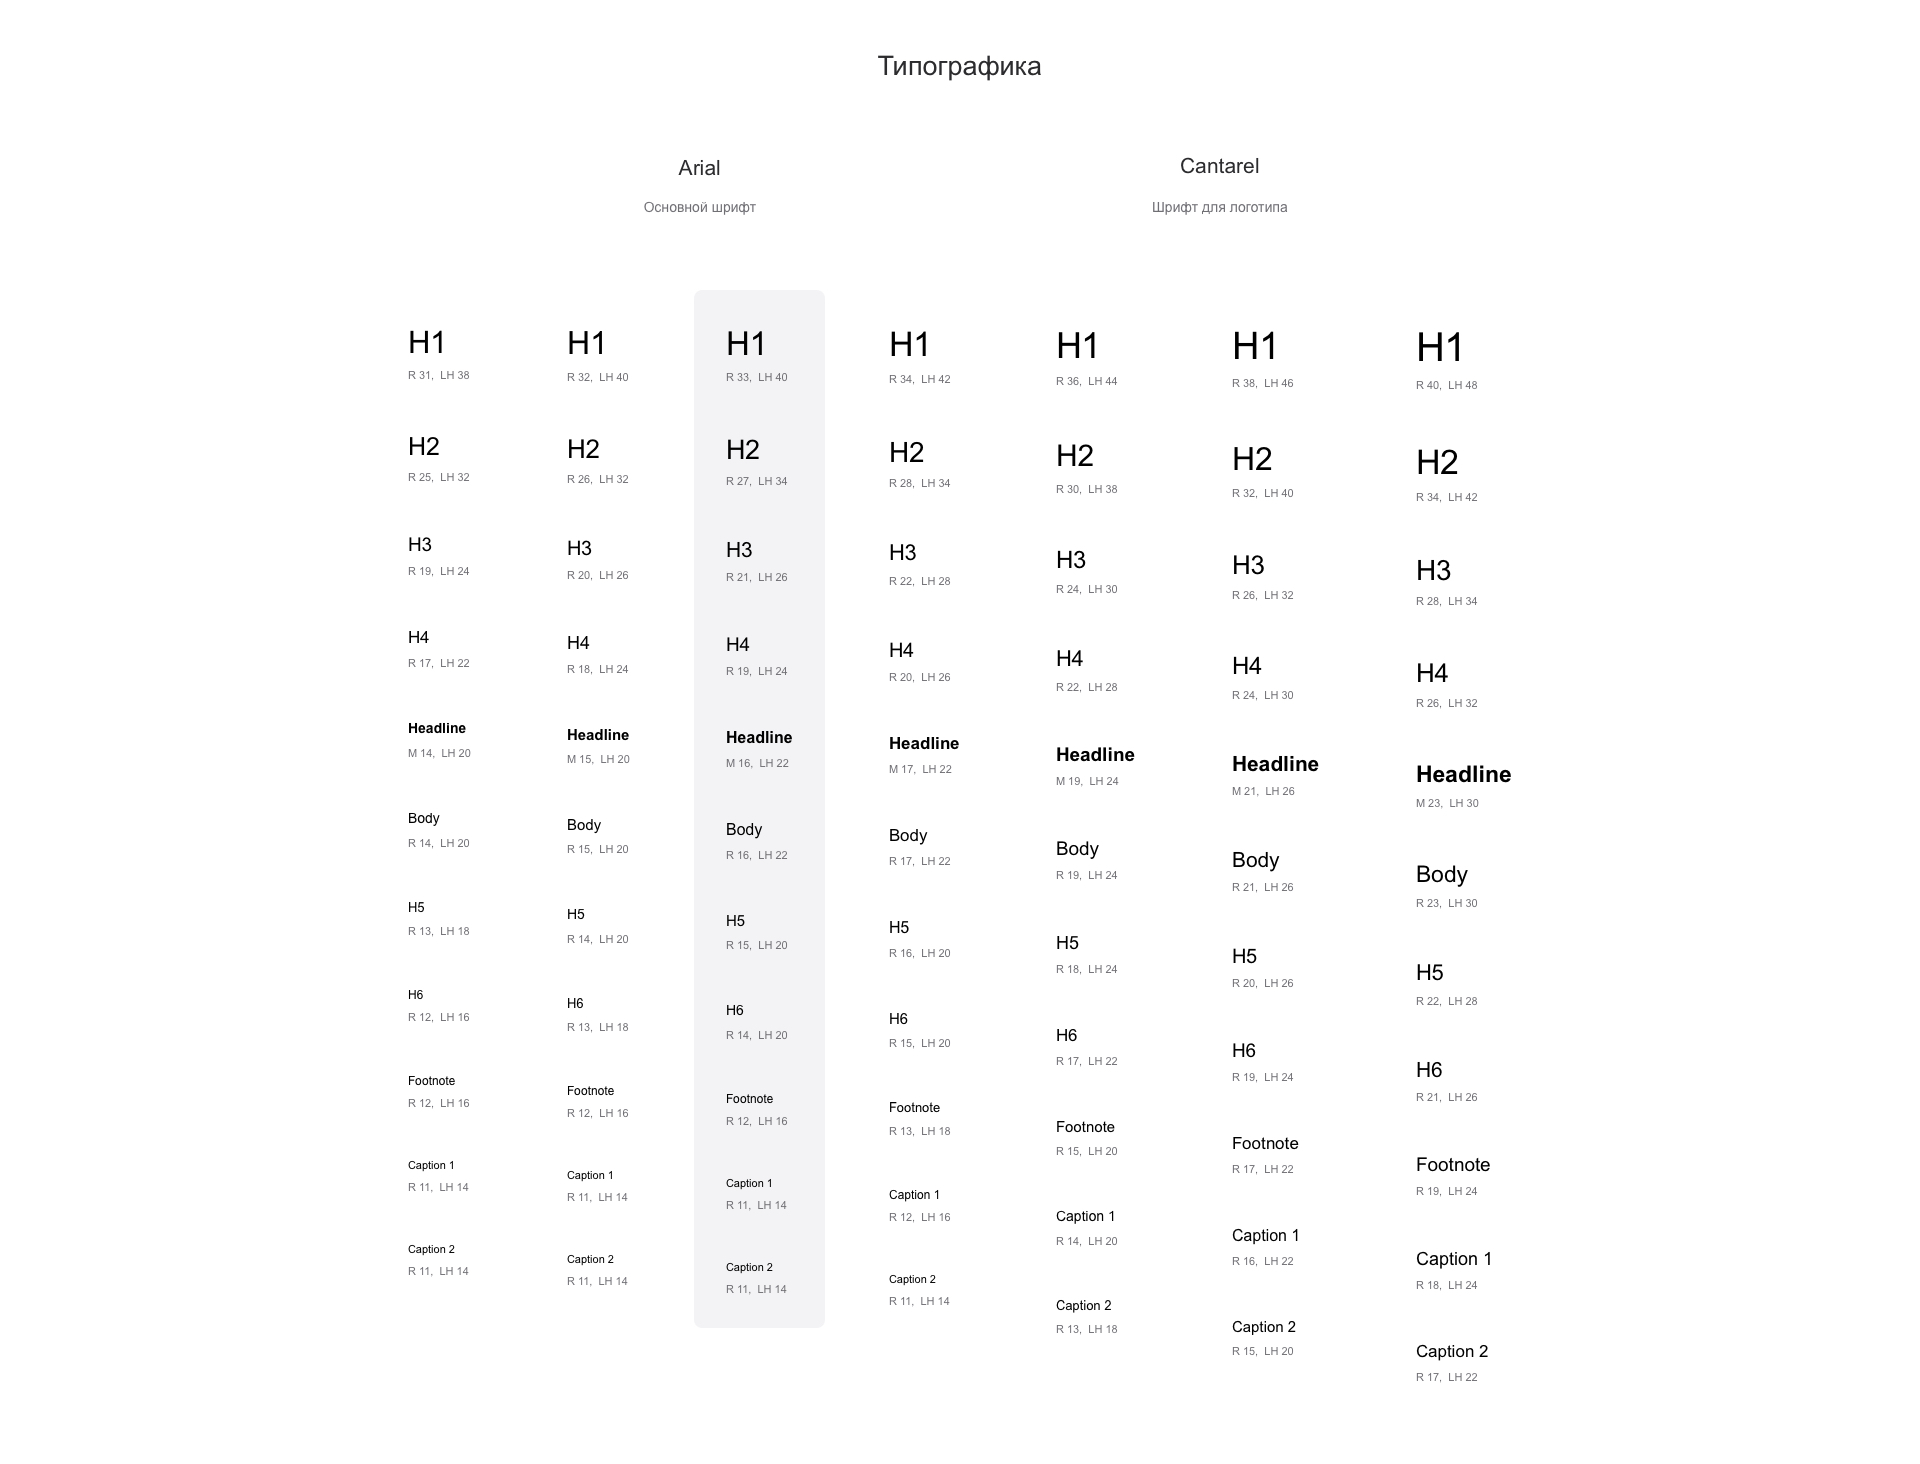 Типографика
Arial
Основной шрифт
Cantarel
Шрифт для логотипа
H1
R 31, LH 38
H2
R 25, LH 32
H3
R 19, LH 24
H4
R 17, LH 22
Headline
M 14, LH 20
Body
R 14, LH 20
H5
R 13, LH 18
H6
R 12, LH 16
Footnote
R 12, LH 16
Caption 1
R 11, LH 14
Caption 2
R 11, LH 14
H1
R 32, LH 40
H2
R 26, LH 32
H3
R 20, LH 26
H4
R 18, LH 24
Headline
M 15, LH 20
Body
R 15, LH 20
H5
R 14, LH 20
H6
R 13, LH 18
Footnote
R 12, LH 16
Caption 1
R 11, LH 14
Caption 2
R 11, LH 14
H1
R 33, LH 40
H2
R 27, LH 34
H3
R 21, LH 26
H4
R 19, LH 24
Headline
M 16, LH 22
Body
R 16, LH 22
H5
R 15, LH 20
H6
R 14, LH 20
Footnote
R 12, LH 16
Caption 1
R 11, LH 14
Caption 2
R 11, LH 14
H1
R 34, LH 42
H2
R 28, LH 34
H3
R 22, LH 28
H4
R 20, LH 26
Headline
M 17, LH 22
Body
R 17, LH 22
H5
R 16, LH 20
H6
R 15, LH 20
Footnote
R 13, LH 18
Caption 1
R 12, LH 16
Caption 2
R 11, LH 14
H1
R 36, LH 44
H2
R 30, LH 38
H3
R 24, LH 30
H4
R 22, LH 28
Headline
M 19, LH 24
Body
R 19, LH 24
H5
R 18, LH 24
H6
R 17, LH 22
Footnote
R 15, LH 20
Caption 1
R 14, LH 20
Caption 2
R 13, LH 18
H1
R 38, LH 46
H2
R 32, LH 40
H3
R 26, LH 32
H4
R 24, LH 30
Headline
M 21, LH 26
Body
R 21, LH 26
H5
R 20, LH 26
H6
R 19, LH 24
Footnote
R 17, LH 22
Caption 1
R 16, LH 22
Caption 2
R 15, LH 20
H1
R 40, LH 48
H2
R 34, LH 42
H3
R 28, LH 34
H4
R 26, LH 32
Headline
M 23, LH 30
Body
R 23, LH 30
H5
R 22, LH 28
H6
R 21, LH 26
Footnote
R 19, LH 24
Caption 1
R 18, LH 24
Caption 2
R 17, LH 22